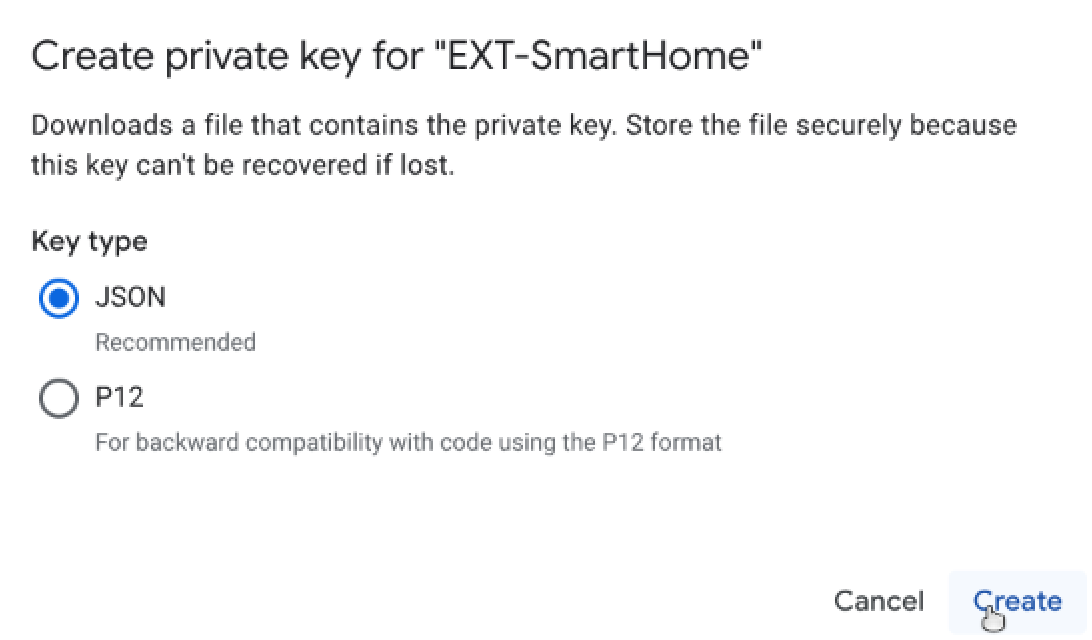 Create private key for "EXT-SmartHome"
Downloads a file that contains the private key. Store the file securely because
this key can't be recovered if lost.
Key type
JSON
Recommended
P12
For backward compatibility with code using the P12 format
Cancel Create